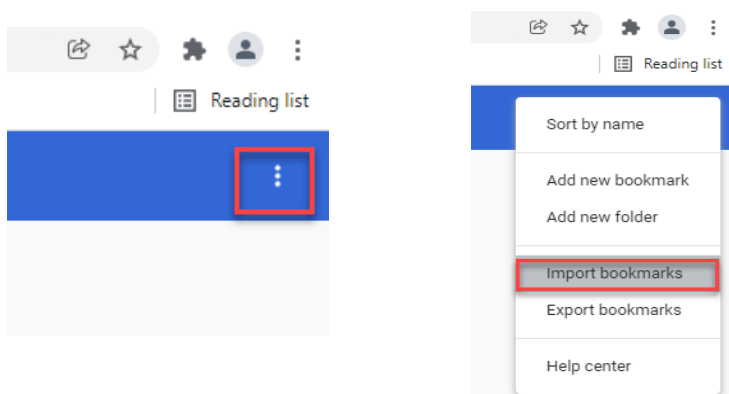 Reading list
Reading list
Sort by name
Add new bookmark
Add new folder
Import bookmarks
Export bookmarks
Help center